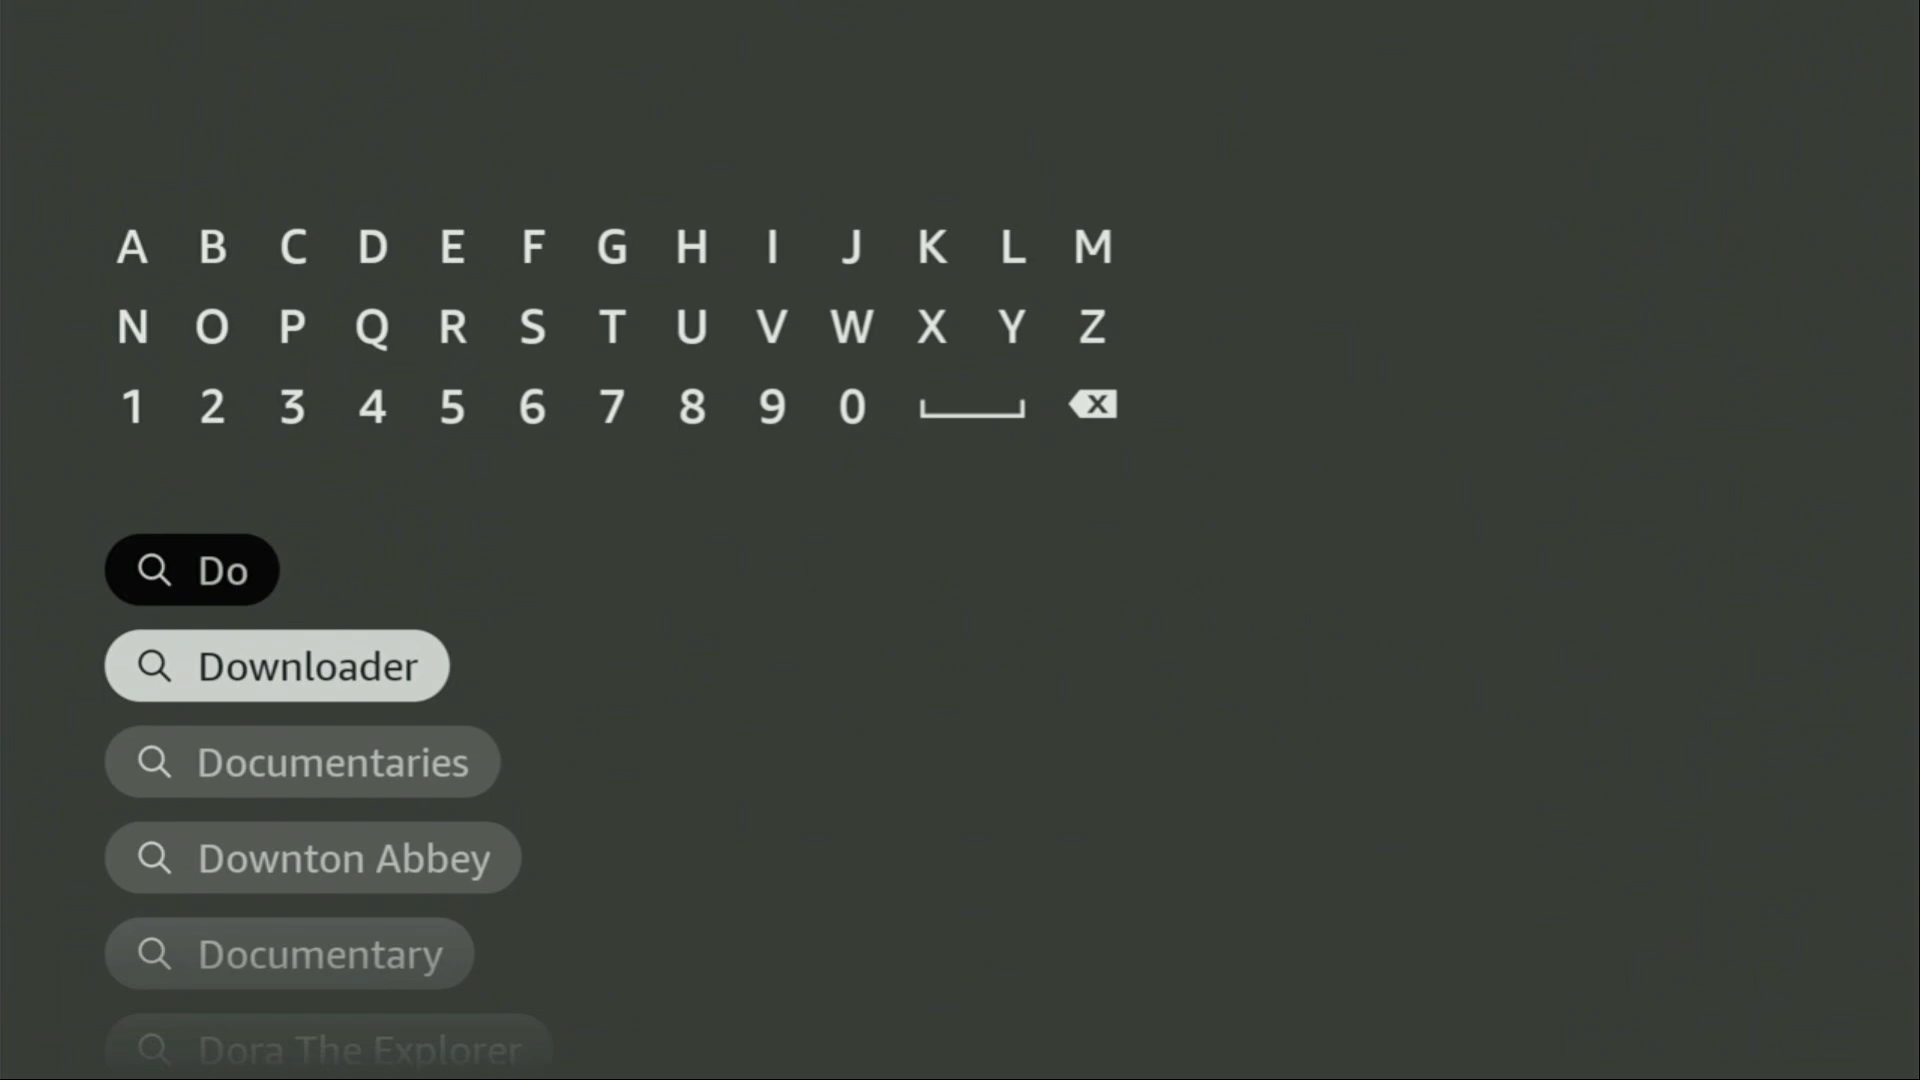 A B C D E F G H I J K L M
N O P Q R S T U V W X Y Z
1 2 3 4 5 6 7 8 9 0
Do
Downloader
Documentaries
Downton Abbey
Documentary
Dora The Explorer